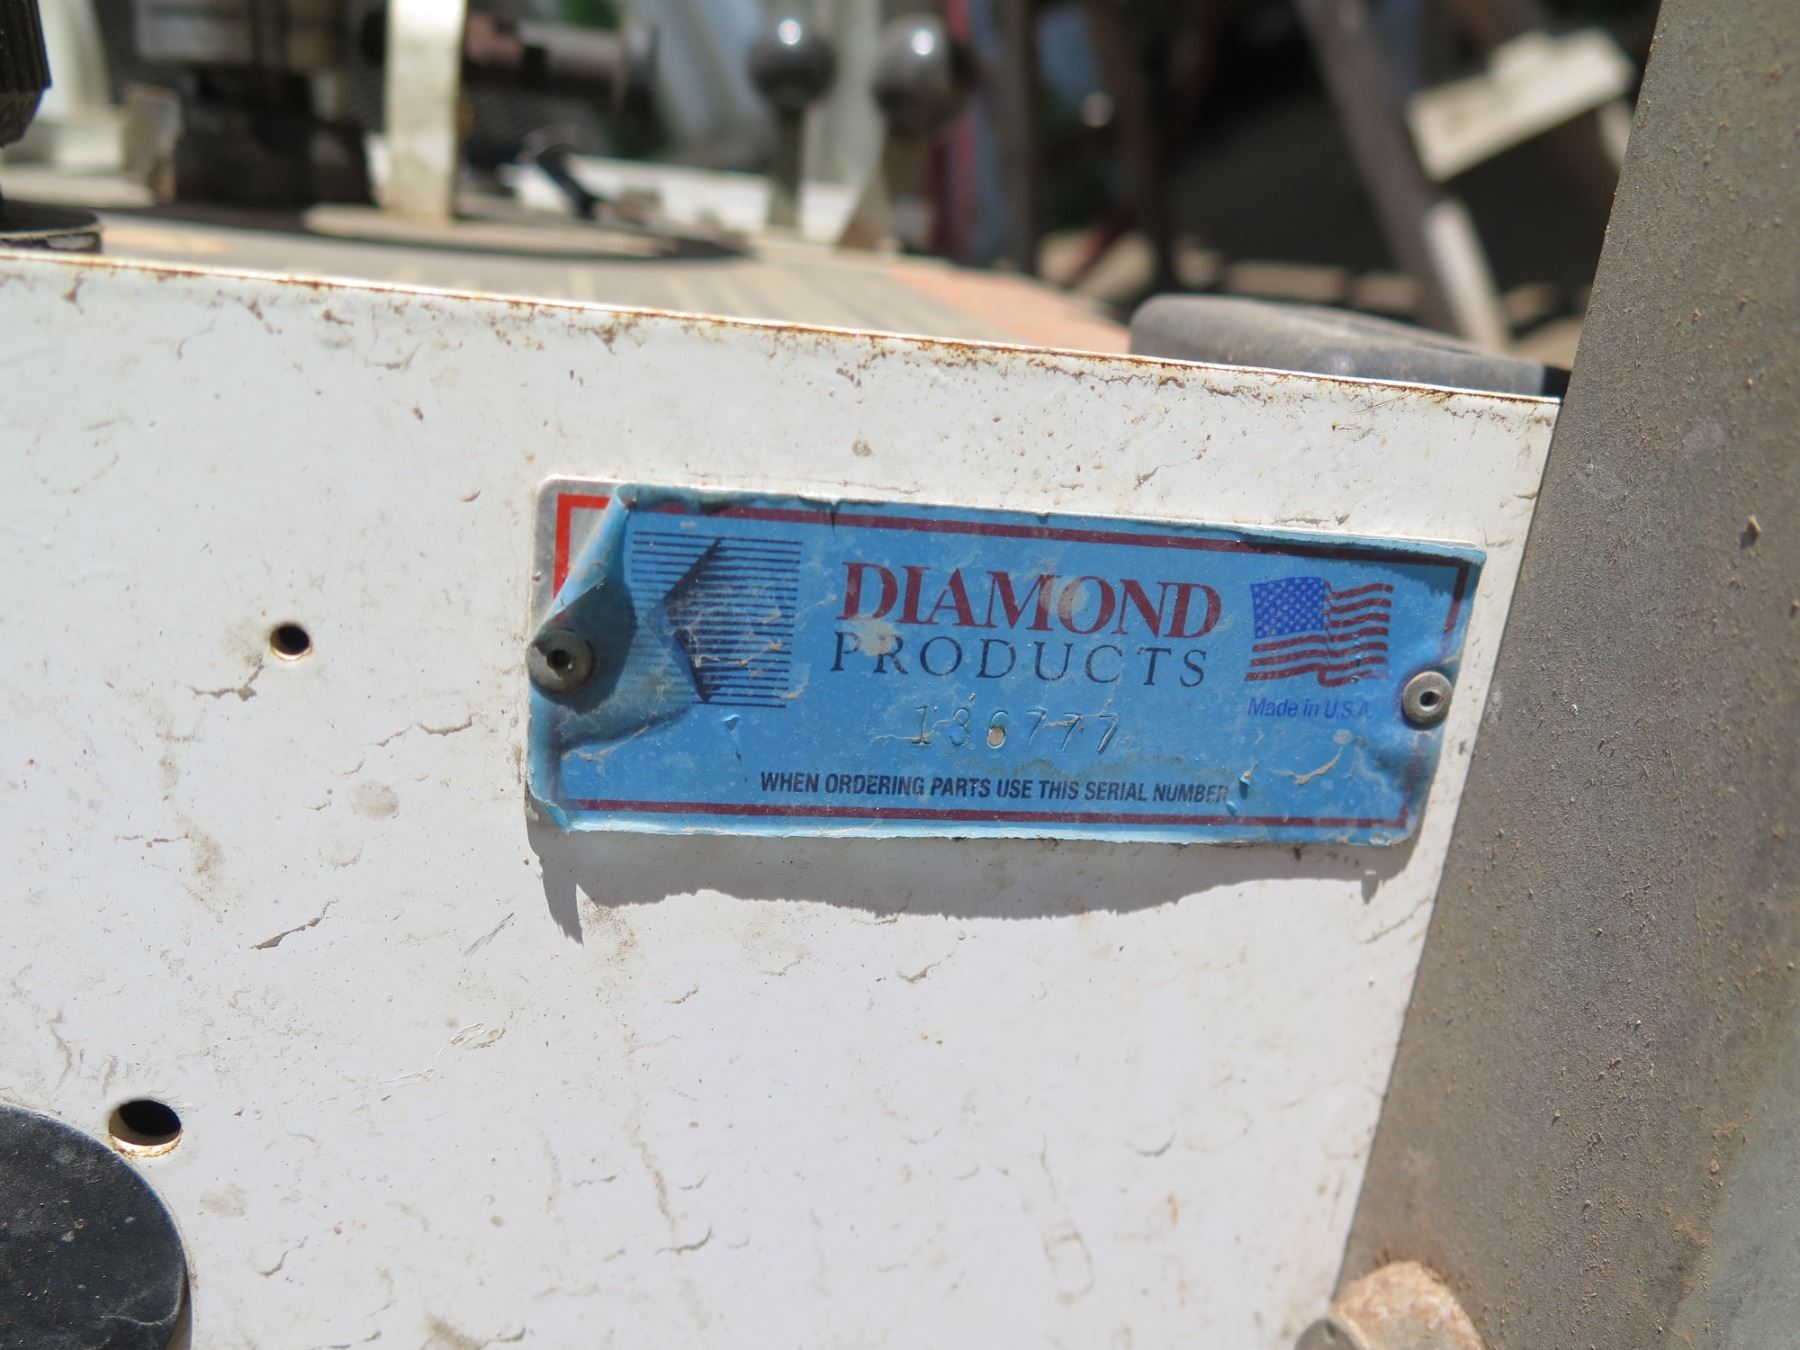 DIAMOND
PRODUCTS
Made in U.S.A.
136777
WHEN ORDERING PARTS USE THIS SERIAL NUMBER